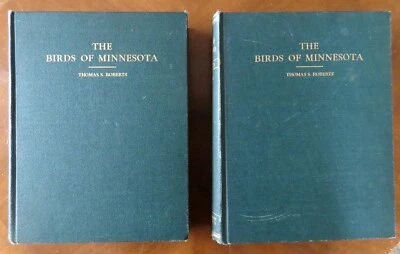 THE
BIRDS OF MINNESOTA
THOMAS S. ROBERTS
THE
BIRDS OF MINNESOTA
THOMAS S. ROBERTS